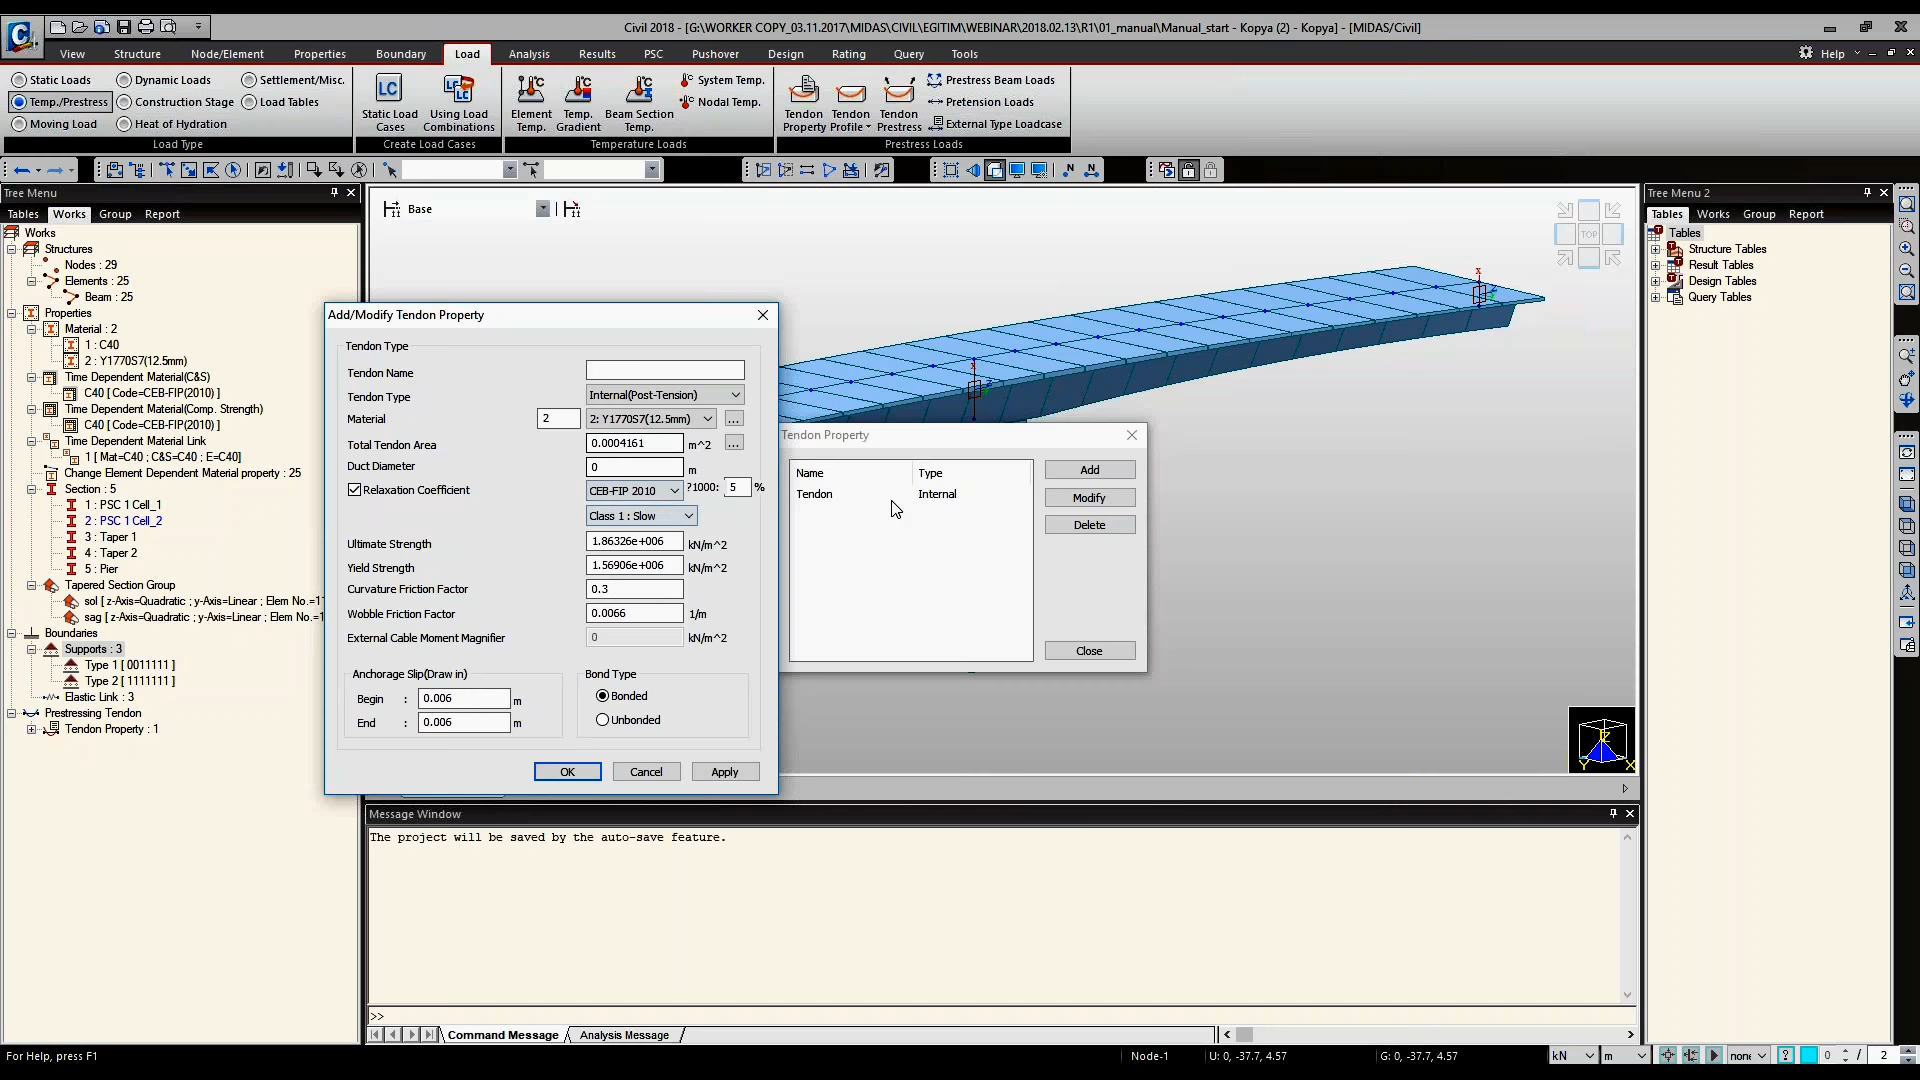 Civil 2018 - [G:\WORKER COPY_03.11.2017\MIDAS\CIVIL\EGITIM\WEBINAR\2018.02.13\R1\01_manual\Manual_start - Kopya (2) - Kopya] - [MIDAS/Civil]
View Structure Node/Element Properties Boundary Load Analysis Results PSC Pushover Design Rating Query Tools Help
Static Loads Dynamic Loads Settlement/Misc.
Temp./Prestress Construction Stage Load Tables
Moving Load Heat of Hydration
Load Type
LC
Static Load Cases
Using Load Combinations
Create Load Cases
Element Temp.
Temp. Gradient
Beam Section Temp.
System Temp.
Nodal Temp.
Temperature Loads
Tendon Property
Tendon Profile
Tendon Prestress
Prestress Beam Loads
Pretension Loads
External Type Loadcase
Prestress Loads
Tree Menu
Tables Works Group Report
Works
Structures
Nodes : 29
Elements : 25
Beam : 25
Properties
Material : 2
1 : C40
2 : Y1770S7(12.5mm)
Time Dependent Material(C&S)
C40 [ Code=CEB-FIP(2010) ]
Time Dependent Material(Comp. Strength)
C40 [ Code=CEB-FIP(2010) ]
Time Dependent Material Link
1 [ Mat=C40 ; C&S=C40 ; E=C40]
Change Element Dependent Material property : 25
Section : 5
1 : PSC 1 Cell_1
2 : PSC 1 Cell_2
3 : Taper 1
4 : Taper 2
5 : Pier
Tapered Section Group
sol [ z-Axis=Quadratic ; y-Axis=Linear ; Elem No.=1
sag [ z-Axis=Quadratic ; y-Axis=Linear ; Elem No.=
Boundaries
Supports : 3
Type 1 [ 0011111 ]
Type 2 [ 1111111 ]
Elastic Link : 3
Prestressing Tendon
Tendon Property : 1
Base
TOP
x
x
Add/Modify Tendon Property
Tendon Type
Tendon Name
Tendon Type Internal(Post-Tension)
Material 2 2: Y1770S7(12.5mm) ...
Total Tendon Area 0.0004161 m^2 ...
Duct Diameter 0 m
Relaxation Coefficient CEB-FIP 2010 ?1000: 5 %
Class 1 : Slow
Ultimate Strength 1.86326e+006 kN/m^2
Yield Strength 1.56906e+006 kN/m^2
Curvature Friction Factor 0.3
Wobble Friction Factor 0.0066 1/m
External Cable Moment Magnifier 0 kN/m^2
Anchorage Slip(Draw in)
Begin : 0.006 m
End : 0.006 m
Bond Type
Bonded
Unbonded
OK Cancel Apply
Tendon Property
Name Type
Tendon Internal
Add
Modify
Delete
Close
Z
Y X
Message Window
The project will be saved by the auto-save feature.
>>
Command Message Analysis Message
Tree Menu 2
Tables Works Group Report
Tables
Structure Tables
Result Tables
Design Tables
Query Tables
For Help, press F1
Node-1 U: 0, -37.7, 4.57 G: 0, -37.7, 4.57 kN m none ? 0 / 2